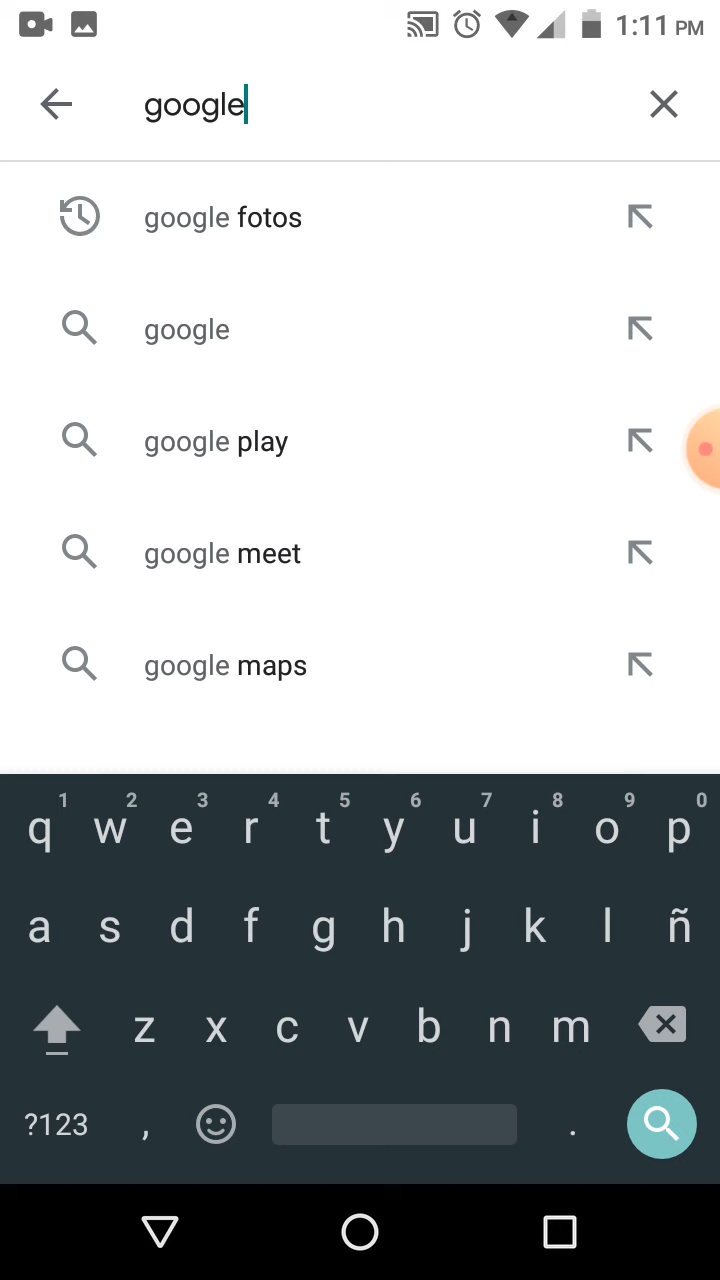 1:11 PM
google
google fotos
google
google play
google meet
google maps
1 2 3 4 5 6 7 8 9 0
q w e r t y u i o p
a s d f g h j k l ñ
z x c v b n m
?123 , .